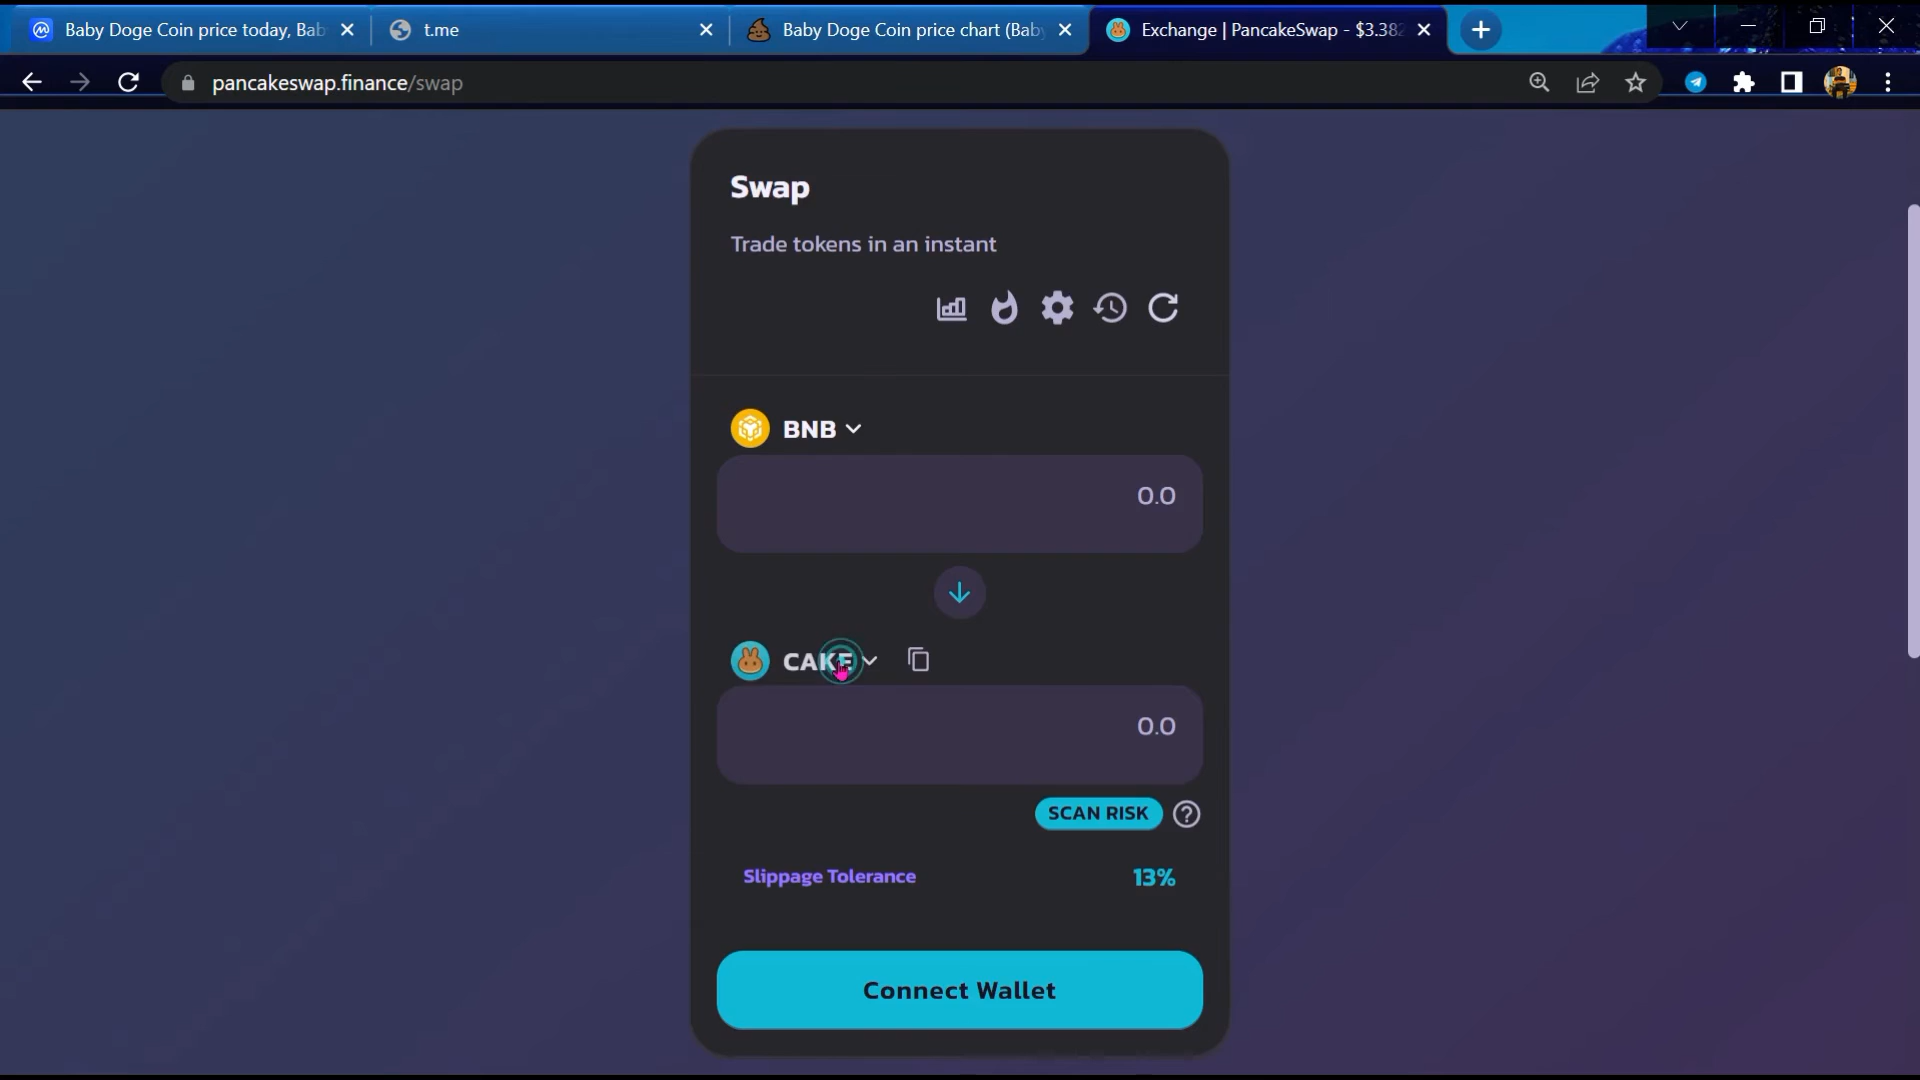 Baby Doge Coin price today, Bab
t.me
Baby Doge Coin price chart (Baby
Exchange | PancakeSwap - $3.382
pancakeswap.finance/swap
Swap
Trade tokens in an instant
BNB
0.0
CAKE
0.0
SCAN RISK
Slippage Tolerance
13%
Connect Wallet